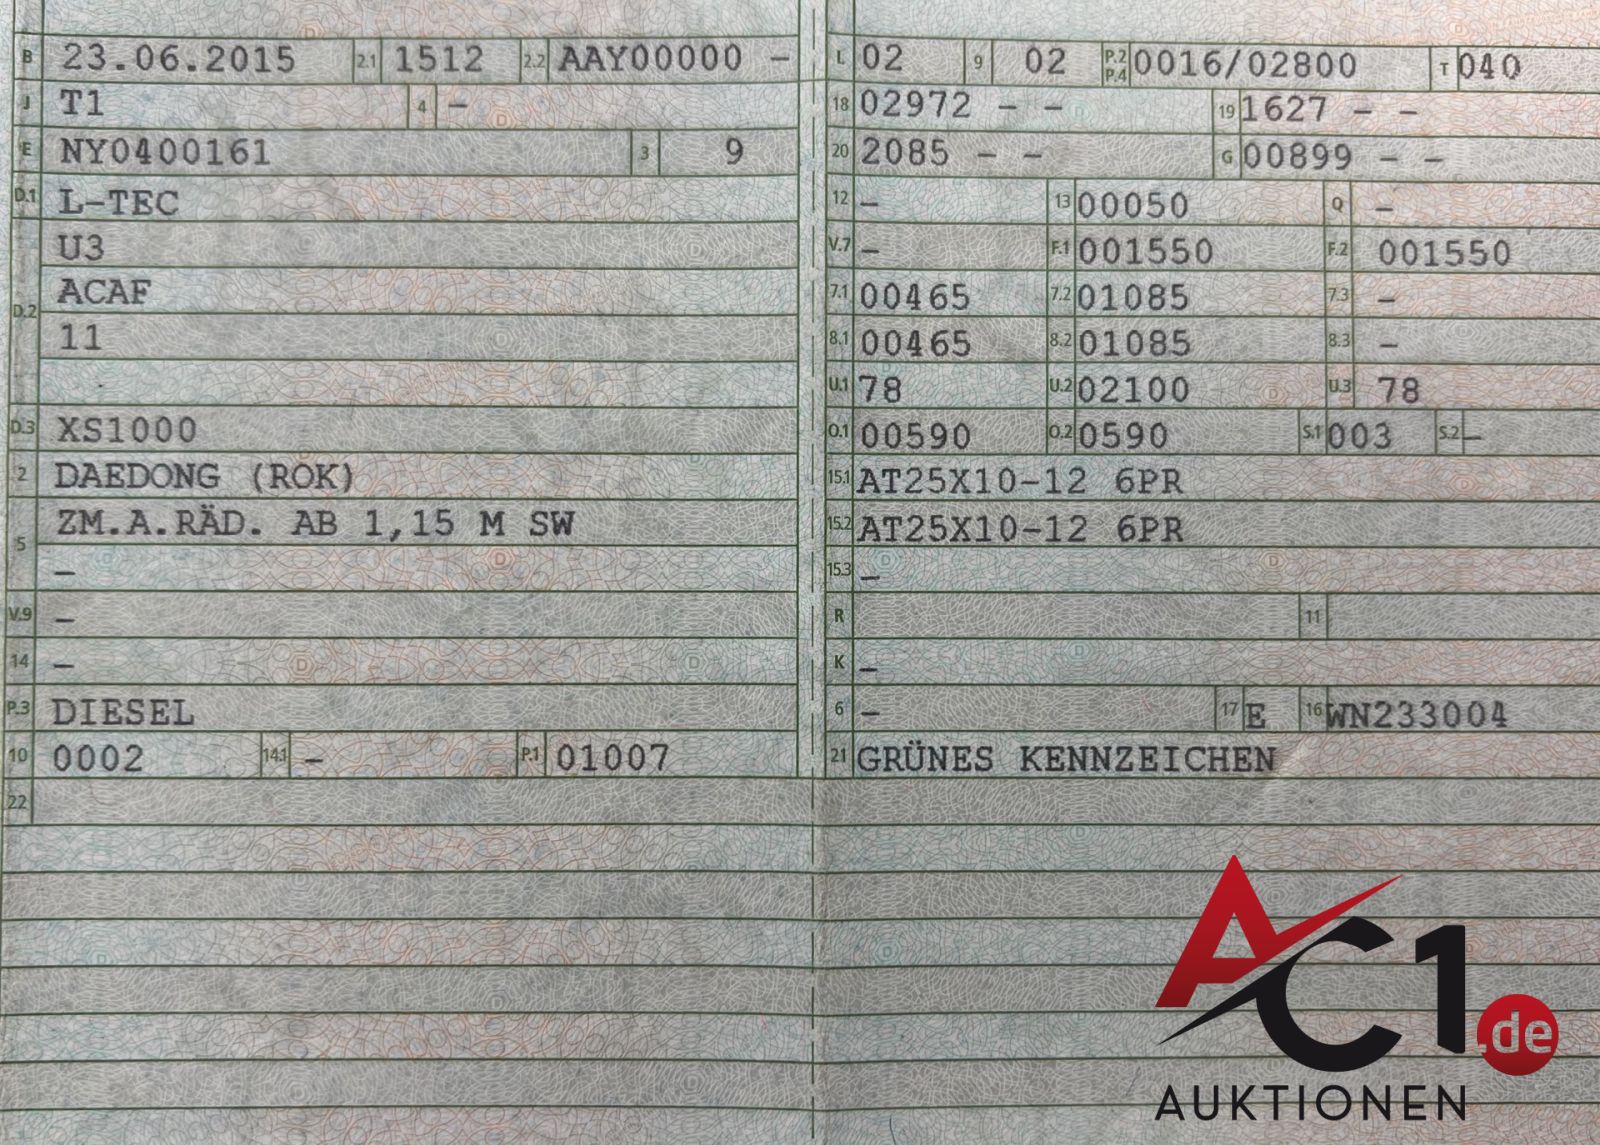 B 23.06.2015 2.1 1512 2.2 AAY00000 –
J T1 4 –
E NY0400161 3 9
D.1 L-TEC
U3
D.2 ACAF
11
D.3 XS1000
2 DAEDONG (ROK)
5 ZM.A.RÄD. AB 1,15 M SW
–
V.9 –
14 –
P.3 DIESEL
10 0002 14.1 – P.1 01007
22
L 02 9 02 P.2 P.4 0016/02800 T 040
18 02972 – – 19 1627 – –
20 2085 – – G 00899 – –
12 – 13 00050 Q –
V.7 – F.1 001550 F.2 001550
7.1 00465 7.2 01085 7.3 –
8.1 00465 8.2 01085 8.3 –
U.1 78 U.2 02100 U.3 78
O.1 00590 O.2 0590 S.1 003 S.2 –
15.1 AT25X10-12 6PR
15.2 AT25X10-12 6PR
15.3 –
R 11
K –
6 – 17 E 16 WN233004
21 GRÜNES KENNZEICHEN
AC1.de
AUKTIONEN